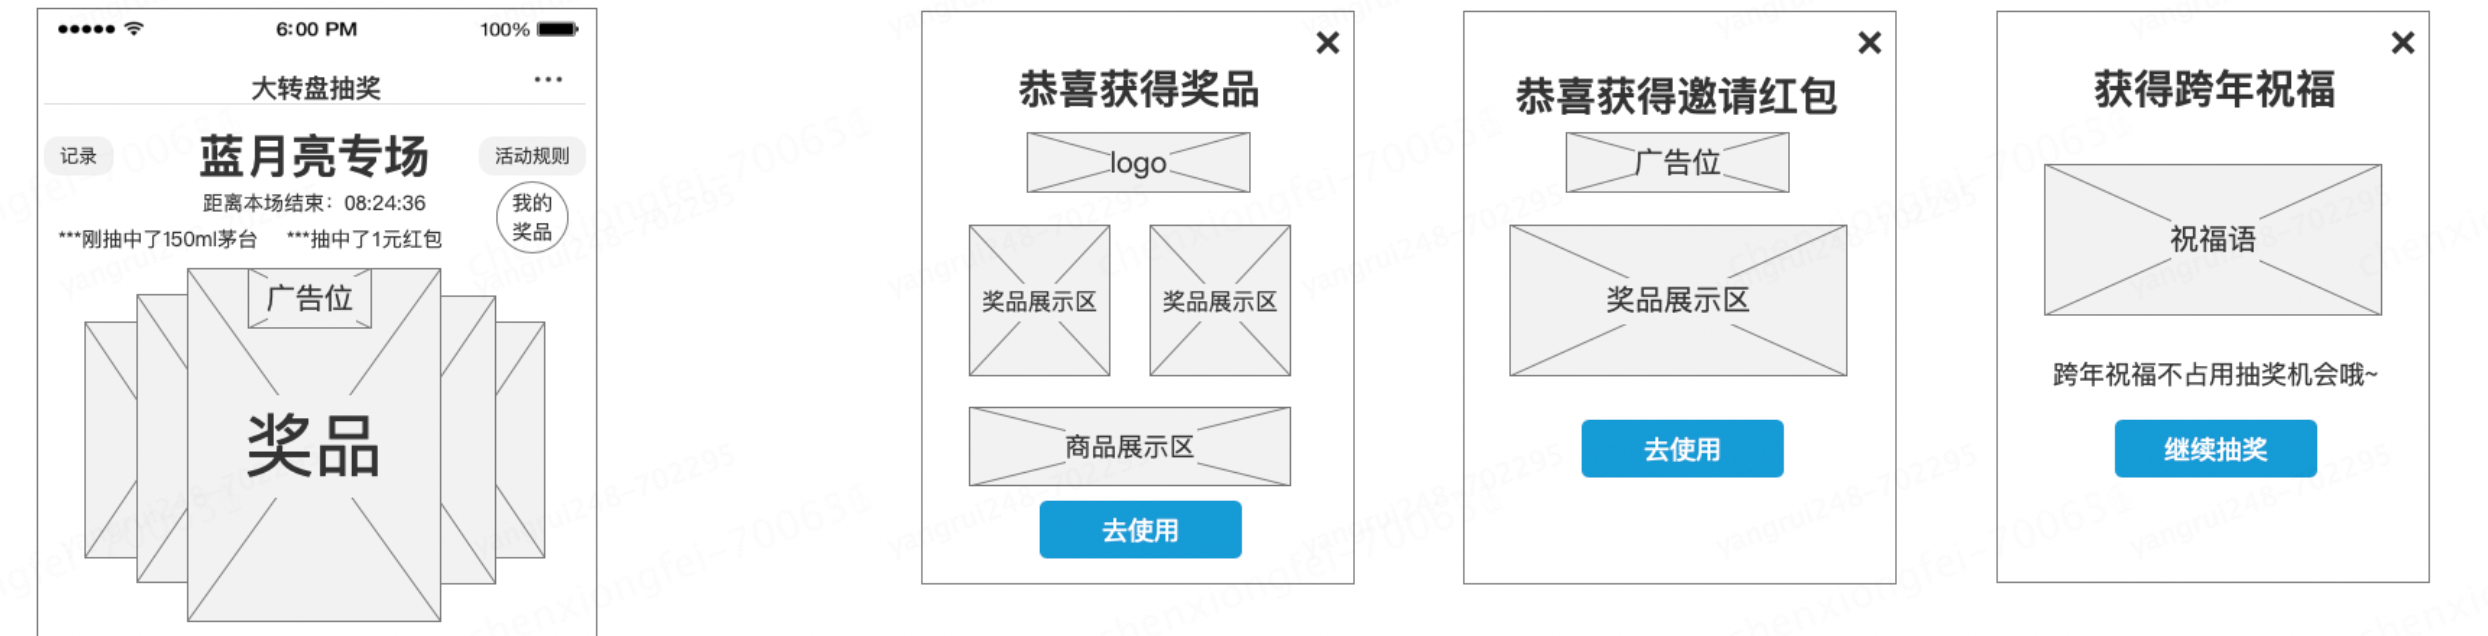 6:00 PM
100%
大转盘抽奖
记录
蓝月亮专场
活动规则
距离本场结束：08:24:36
我的
奖品
***刚抽中了150ml茅台
***抽中了1元红包
广告位
奖品
恭喜获得奖品
logo
奖品展示区
奖品展示区
商品展示区
去使用
恭喜获得邀请红包
广告位
奖品展示区
去使用
获得跨年祝福
祝福语
跨年祝福不占用抽奖机会哦~
继续抽奖
yangrui248-702295
chenxiongfei-700653